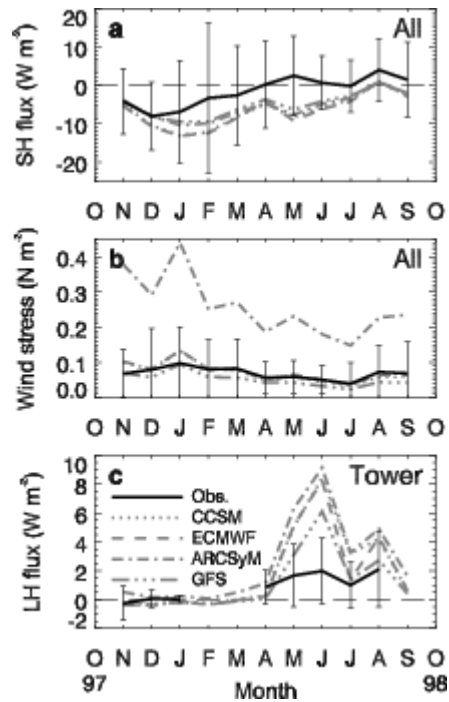 a All
20
10
0
-10
-20
SH flux (W m⁻²)
O N D J F M A M J J A S O
b All
0.4
0.3
0.2
0.1
0.0
Wind stress (N m⁻²)
O N D J F M A M J J A S O
c Tower
10
8
6
4
2
0
-2
LH flux (W m⁻²)
Obs.
CCSM
ECMWF
ARCSyM
GFS
O N D J F M A M J J A S O
97 Month 98